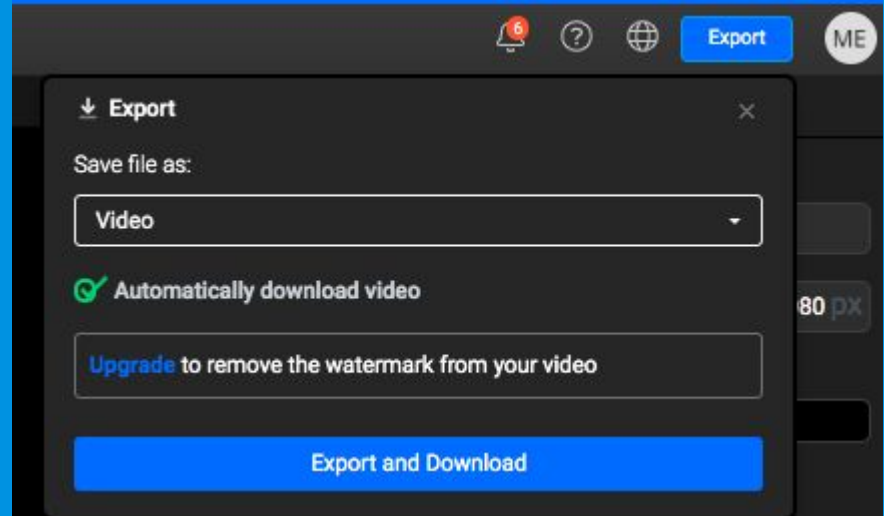 6
?
Export
ME
Export
×
Save file as:
Video
Automatically download video
80 px
Upgrade to remove the watermark from your video
Export and Download